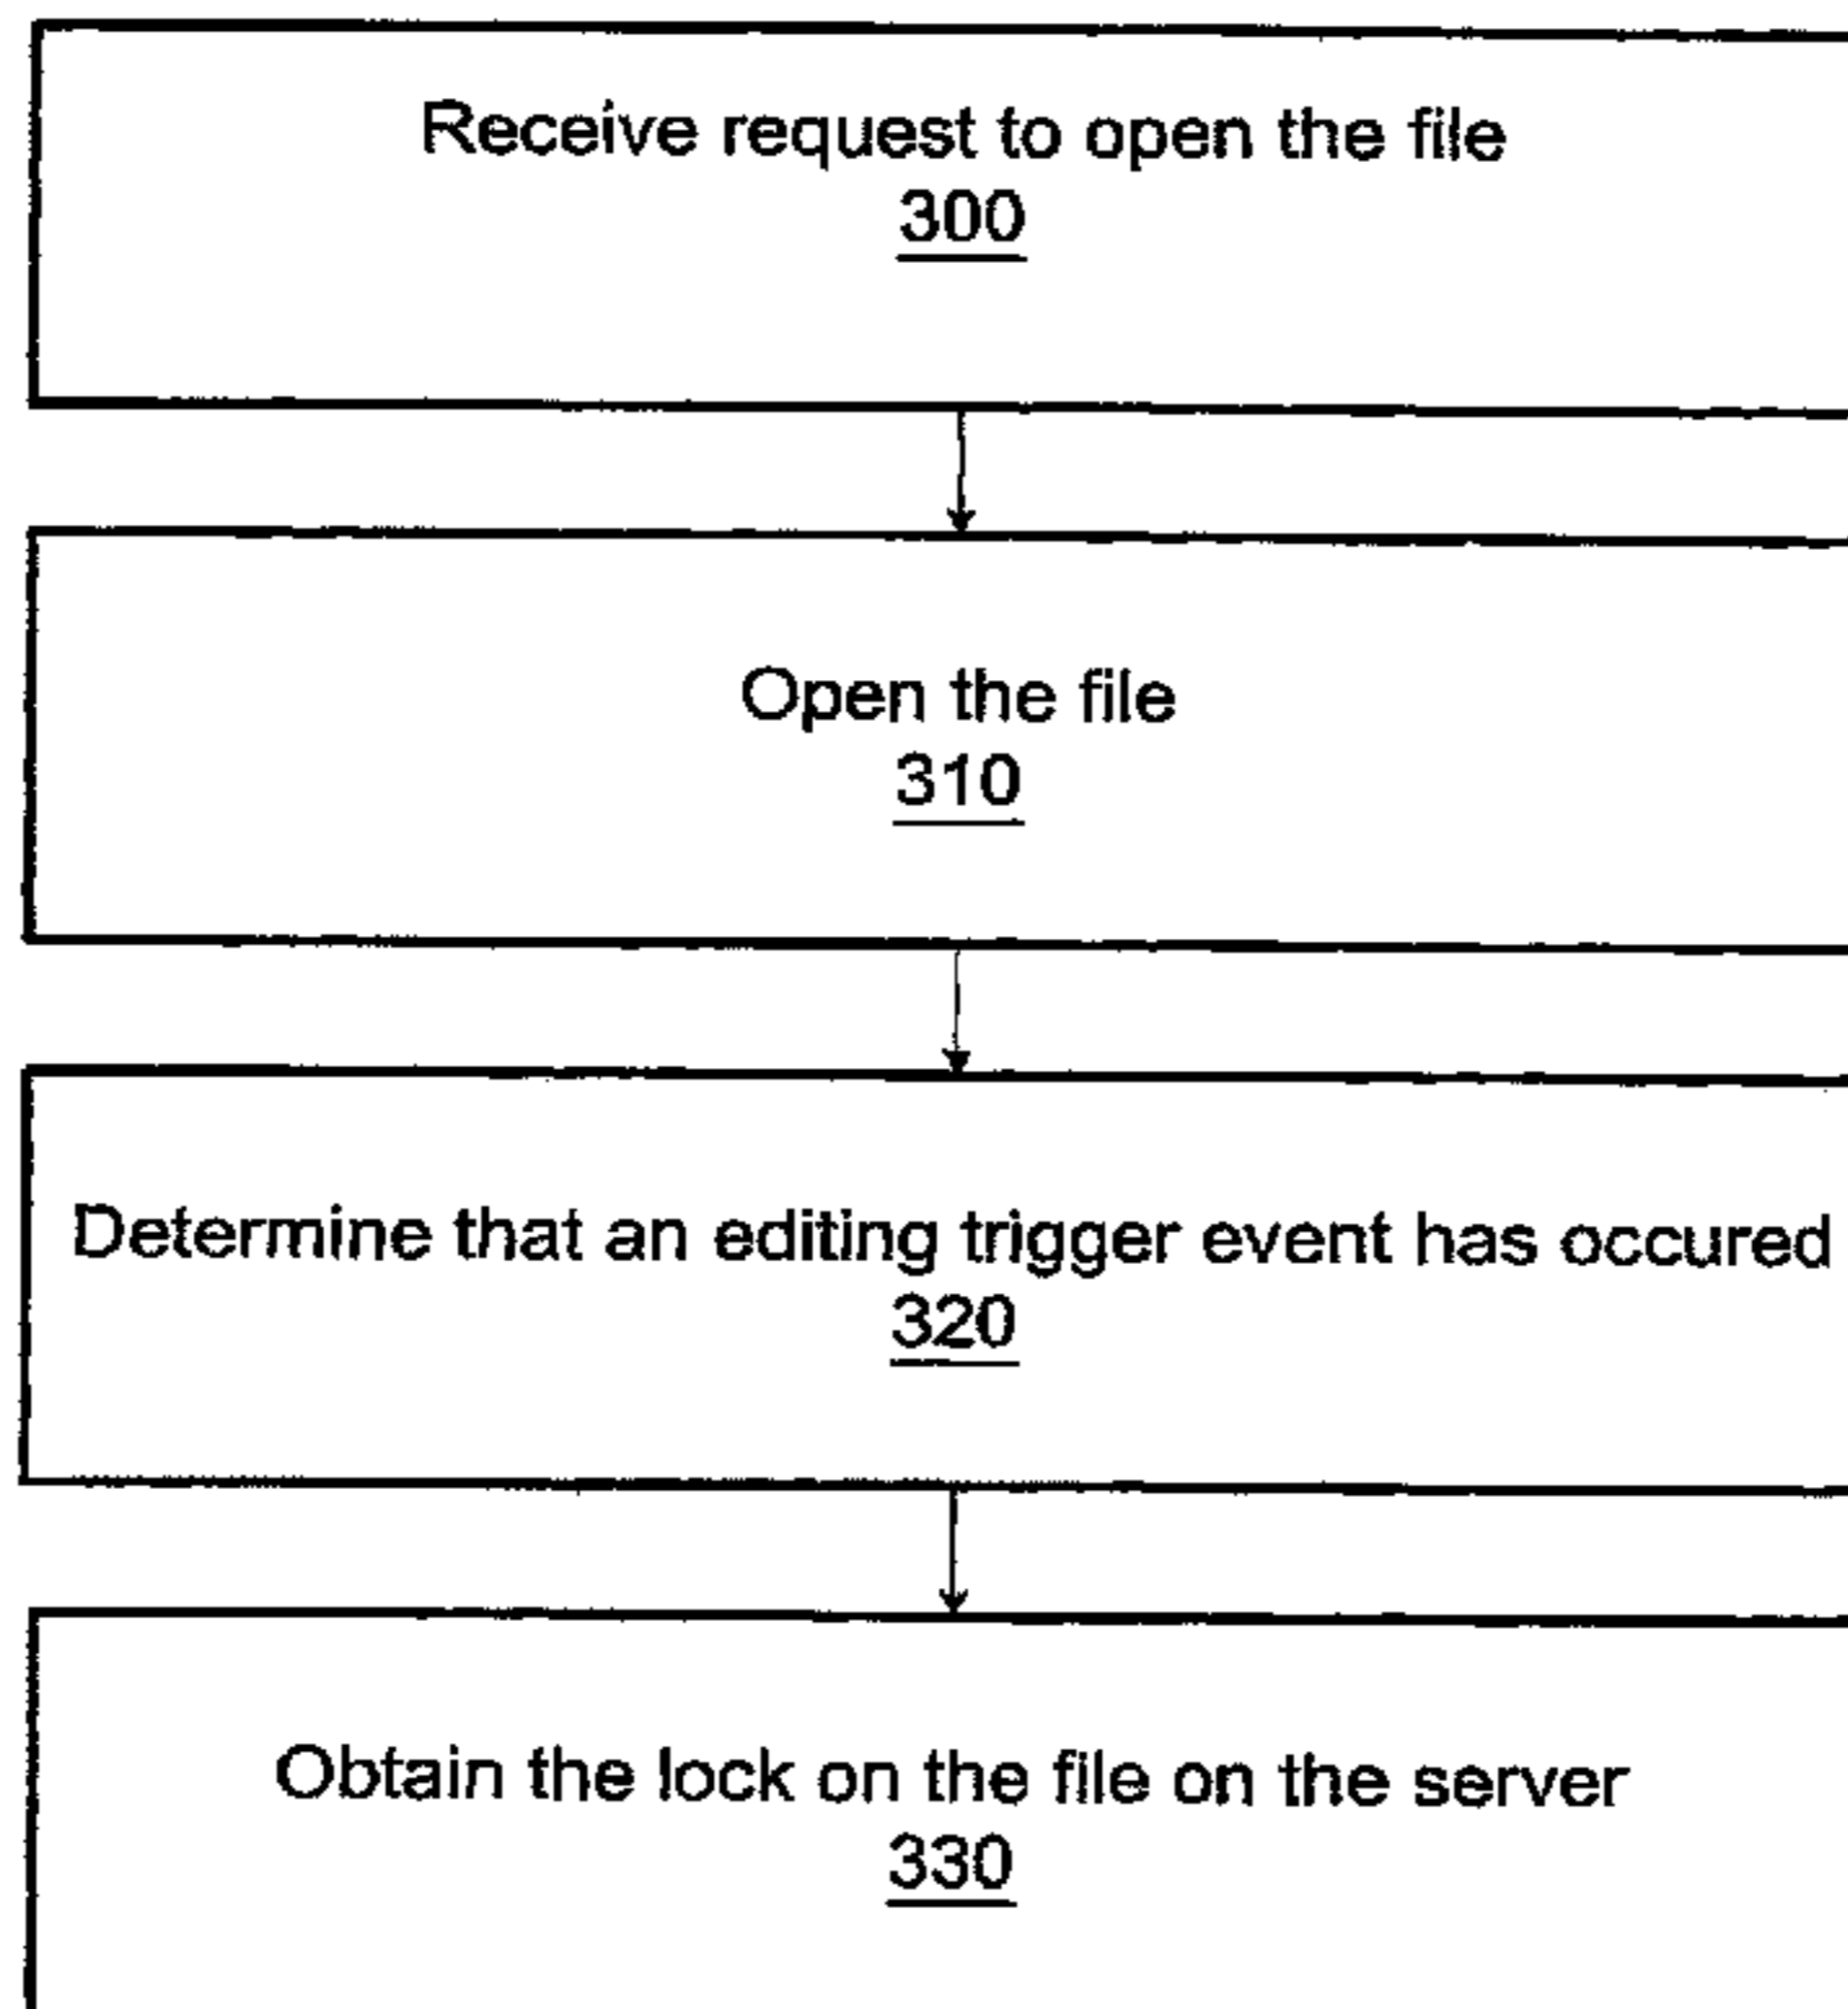 Receive request to open the file
300
Open the file
310
Determine that an editing trigger event has occured
320
Obtain the lock on the file on the server
330